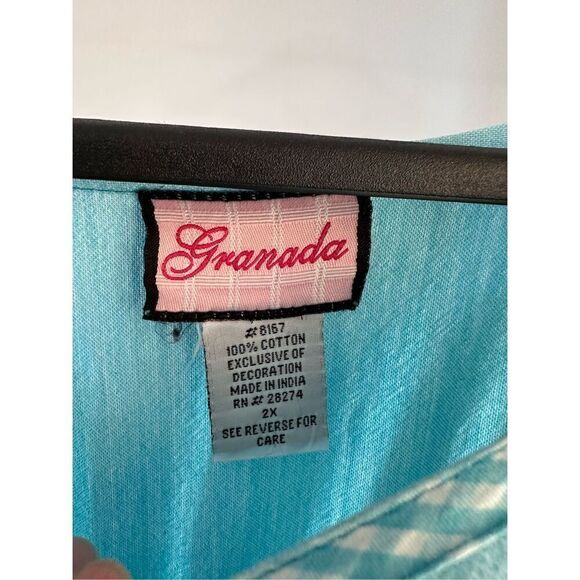 Granada
# 8167
100% COTTON
EXCLUSIVE OF
DECORATION
MADE IN INDIA
RN # 28274
2X
SEE REVERSE FOR
CARE